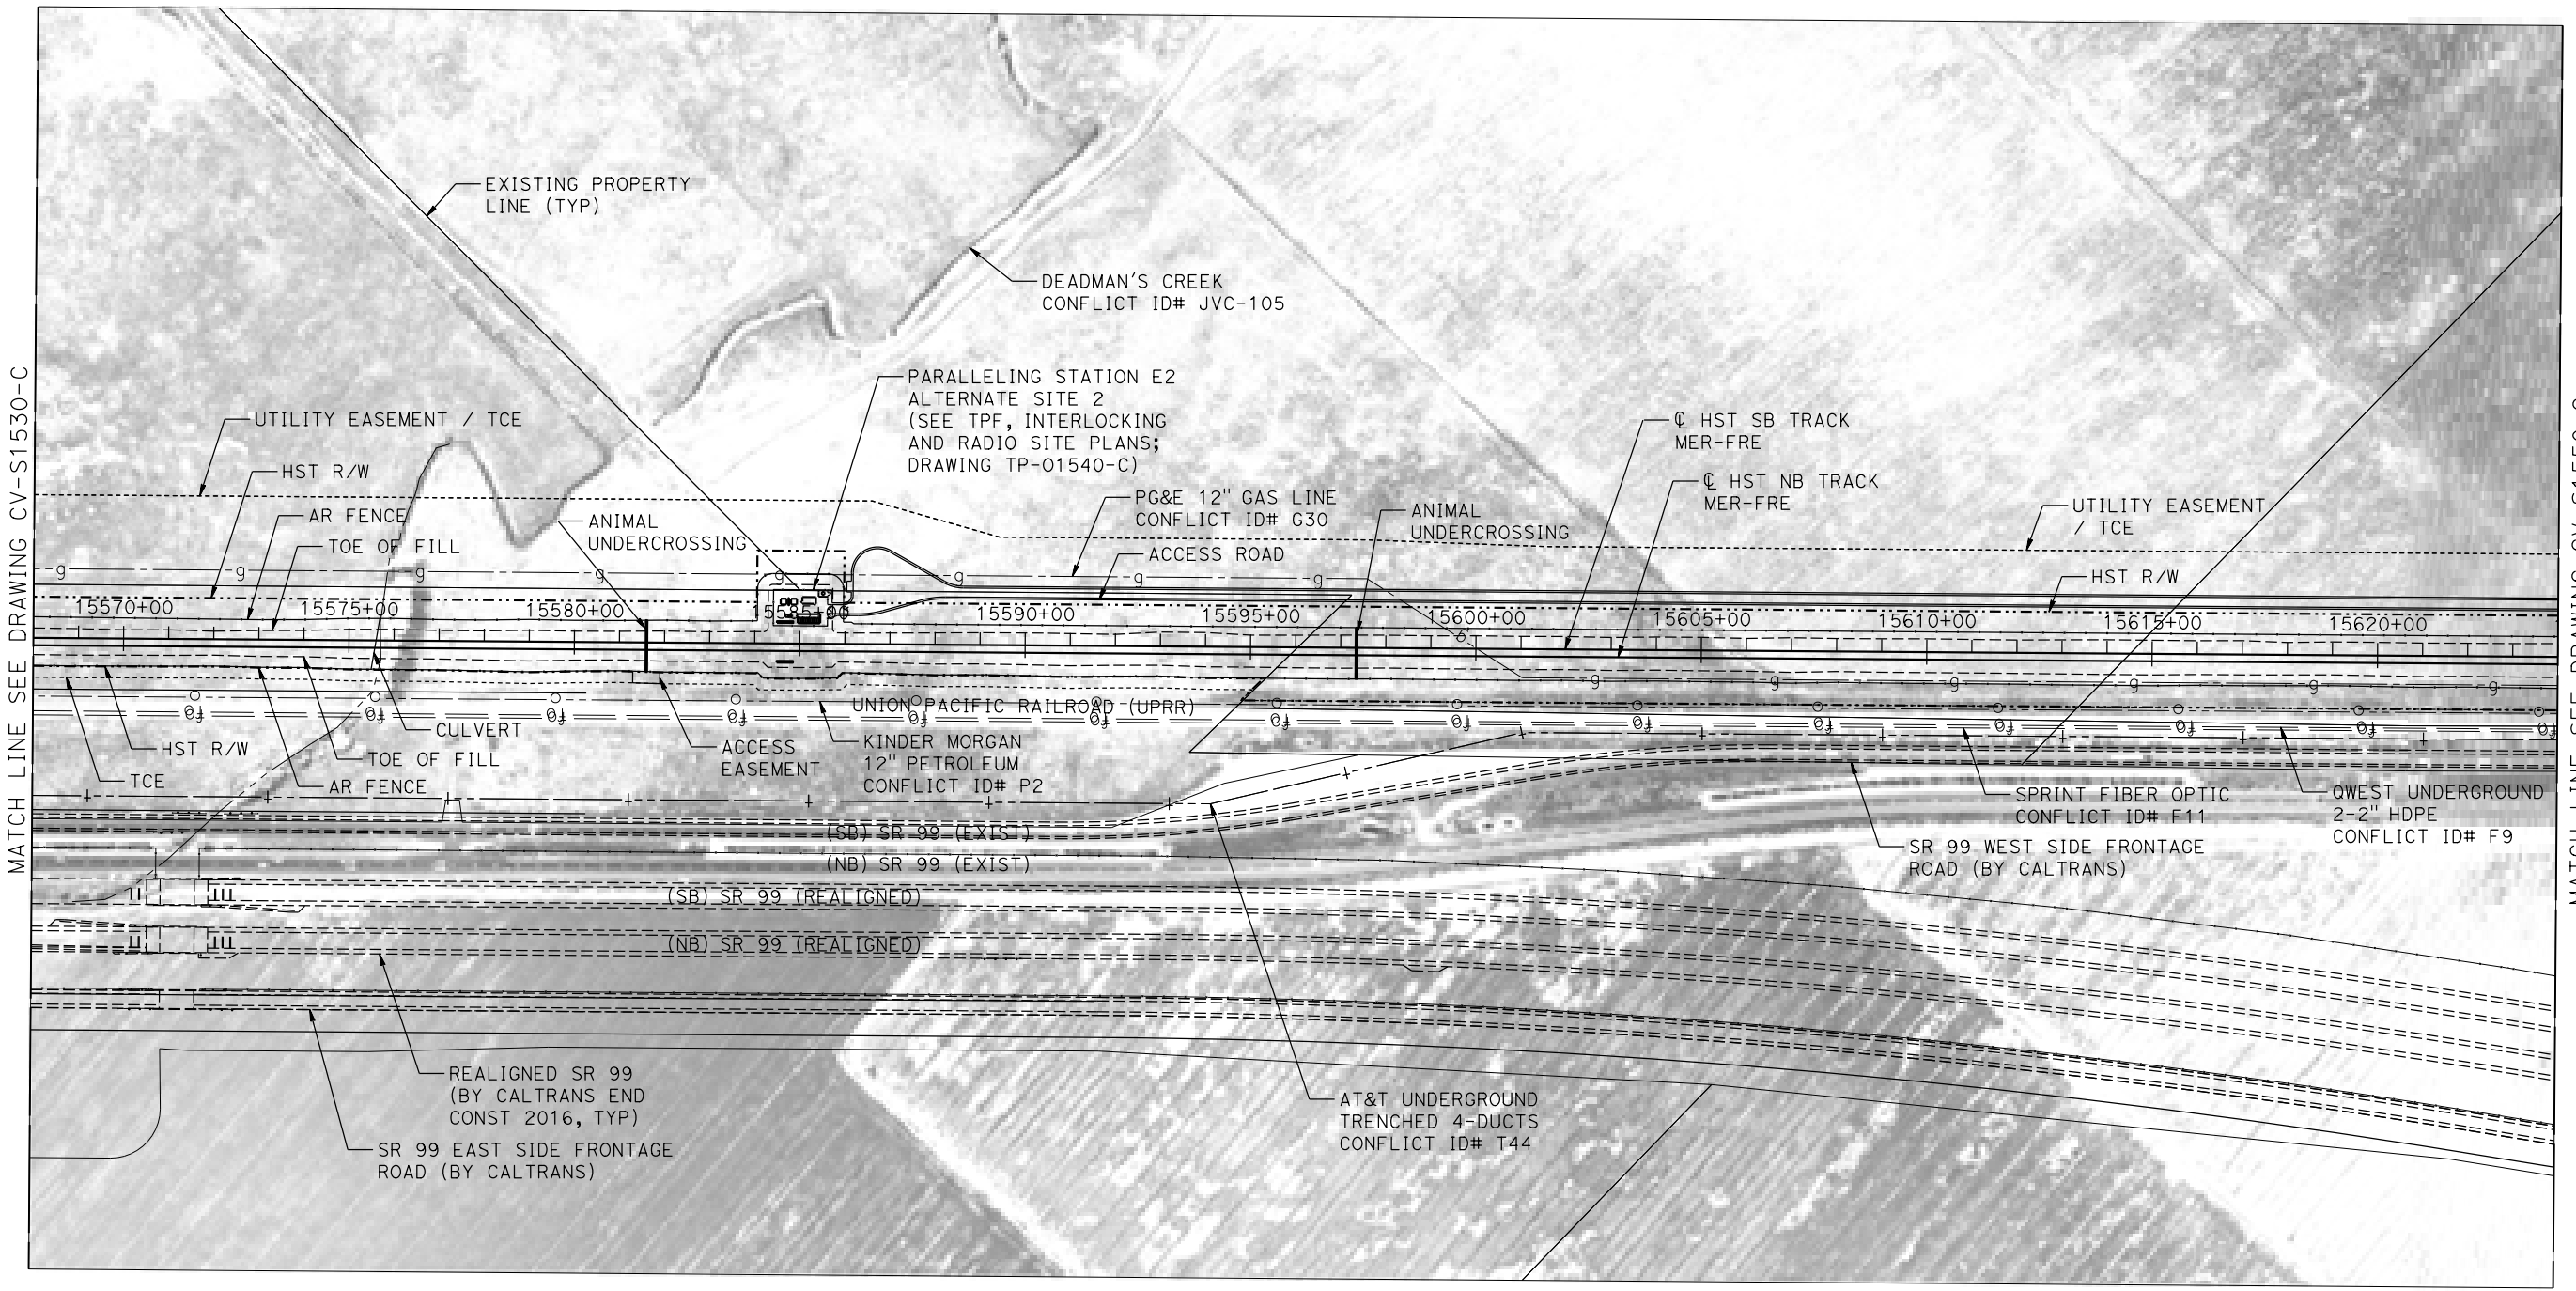 EXISTING PROPERTY
LINE (TYP)
DEADMAN'S CREEK
CONFLICT ID# JVC-105
PARALLELING STATION E2
ALTERNATE SITE 2
(SEE TPF, INTERLOCKING
AND RADIO SITE PLANS;
DRAWING TP-O1540-C)
UTILITY EASEMENT / TCE
HST R/W
AR FENCE
TOE OF FILL
ANIMAL
UNDERCROSSING
PG&E 12" GAS LINE
CONFLICT ID# G30
ACCESS ROAD
ANIMAL
UNDERCROSSING
℄ HST SB TRACK
MER-FRE
℄ HST NB TRACK
MER-FRE
UTILITY EASEMENT
/ TCE
HST R/W
MATCH LINE SEE DRAWING CV-S1530-C
g g g g g g g g
15570+00 15575+00 15580+00 15585+00 15590+00 15595+00 15600+00 15605+00 15610+00 15615+00 15620+00
g g g g g g
UNION PACIFIC RAILROAD (UPRR)
HST R/W
TCE
CULVERT
TOE OF FILL
AR FENCE
ACCESS
EASEMENT
KINDER MORGAN
12" PETROLEUM
CONFLICT ID# P2
SPRINT FIBER OPTIC
CONFLICT ID# F11
QWEST UNDERGROUND
2-2" HDPE
CONFLICT ID# F9
SR 99 WEST SIDE FRONTAGE
ROAD (BY CALTRANS)
(SB) SR 99 (EXIST)
(NB) SR 99 (EXIST)
(SB) SR 99 (REALIGNED)
(NB) SR 99 (REALIGNED)
REALIGNED SR 99
(BY CALTRANS END
CONST 2016, TYP)
SR 99 EAST SIDE FRONTAGE
ROAD (BY CALTRANS)
AT&T UNDERGROUND
TRENCHED 4-DUCTS
CONFLICT ID# T44